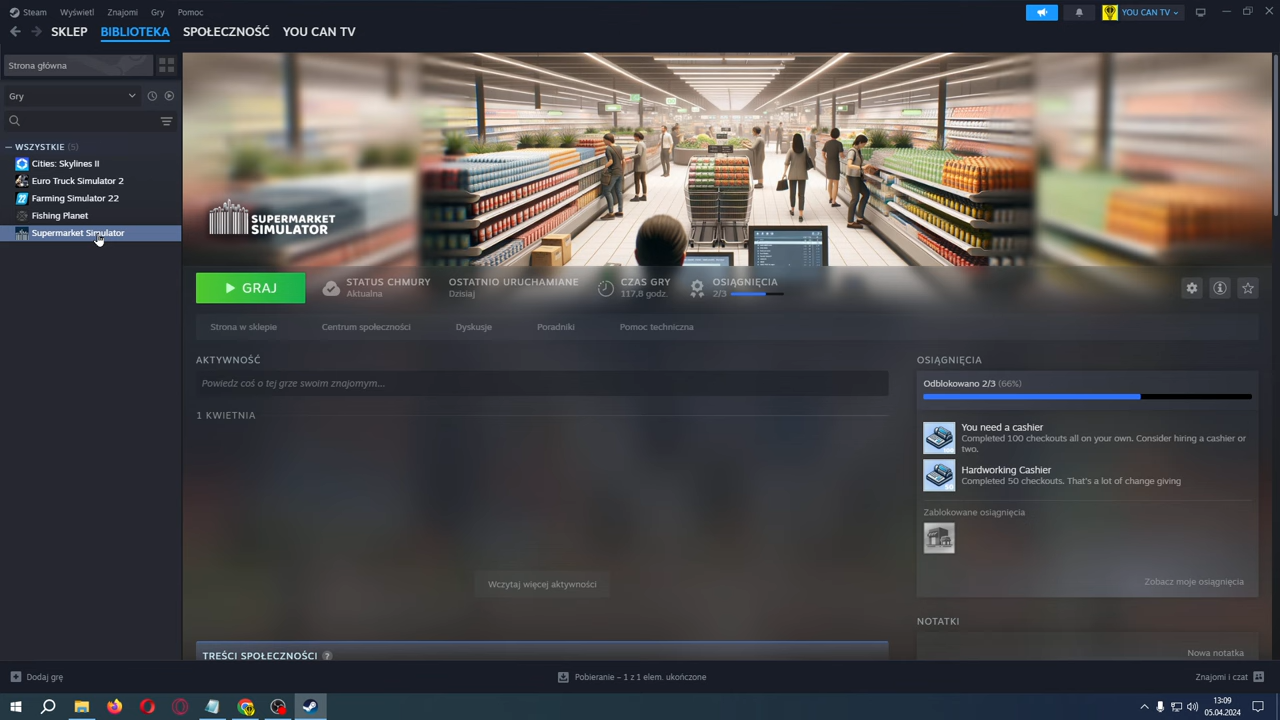 Steam Wyświetl Znajomi Gry Pomoc
YOU CAN TV
SKLEP BIBLIOTEKA SPOŁECZNOŚĆ YOU CAN TV
Strona główna
Gry
WSZYSTKIE (5)
Cities: Skylines II
Euro Truck Simulator 2
Farming Simulator 22
Fishing Planet
Supermarket Simulator
SUPERMARKET
SIMULATOR
GRAJ
STATUS CHMURY
Aktualna
OSTATNIO URUCHAMIANE
Dzisiaj
CZAS GRY
117,8 godz.
OSIĄGNIĘCIA
2/3
Strona w sklepie Centrum społeczności Dyskusje Poradniki Pomoc techniczna
AKTYWNOŚĆ
Powiedz coś o tej grze swoim znajomym...
1 KWIETNIA
Wczytaj więcej aktywności
TREŚCI SPOŁECZNOŚCI ?
OSIĄGNIĘCIA
Odblokowano 2/3 (66%)
You need a cashier
Completed 100 checkouts all on your own. Consider hiring a cashier or
two.
Hardworking Cashier
Completed 50 checkouts. That's a lot of change giving
Zablokowane osiągnięcia
Zobacz moje osiągnięcia
NOTATKI
Nowa notatka
Dodaj grę
Pobieranie – 1 z 1 elem. ukończone
Znajomi i czat
13:09
05.04.2024